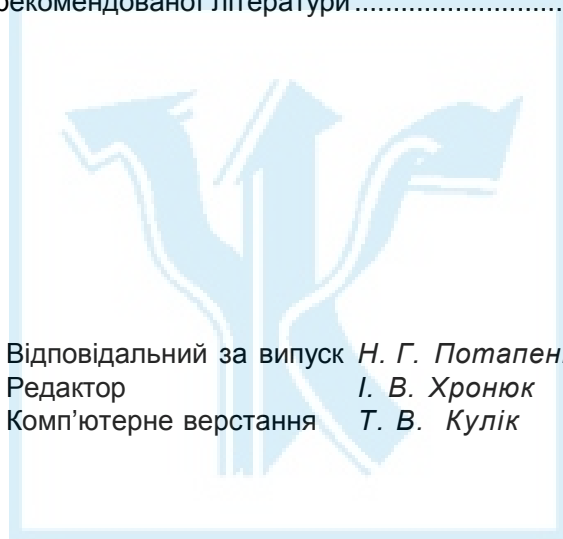 рекомендованої літератури ..............................
Відповідальний за випуск Н. Г. Потапен
Редактор І. В. Хронюк
Комп’ютерне верстання Т. В. Кулік